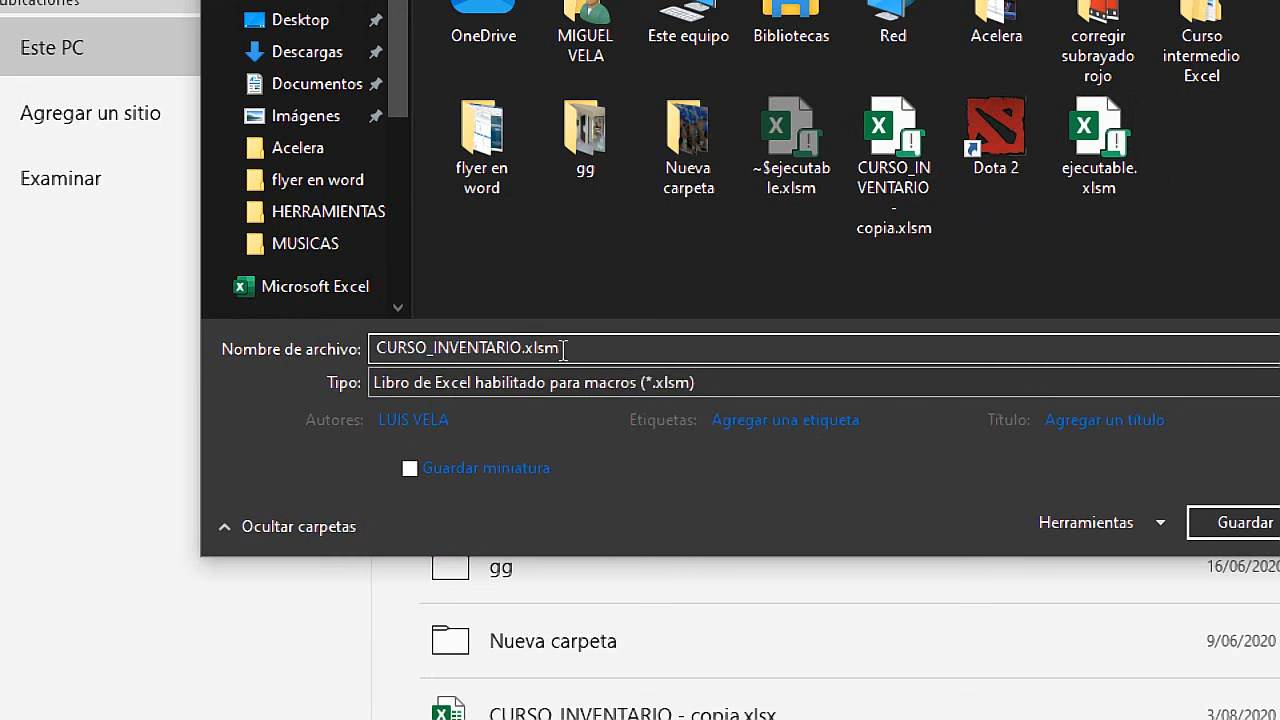 Este PC
Agregar un sitio
Examinar
Desktop
Descargas
Documentos
Imágenes
Acelera
flyer en word
HERRAMIENTAS
MUSICAS
Microsoft Excel
OneDrive
MIGUEL
VELA
Este equipo
Bibliotecas
Red
Acelera
corregir
subrayado
rojo
Curso
intermedio
Excel
flyer en
word
gg
Nueva
carpeta
~$ejecutab
le.xlsm
CURSO_IN
VENTARIO
-
copia.xlsm
Dota 2
ejecutable.
xlsm
Nombre de archivo: CURSO_INVENTARIO.xlsm
Tipo: Libro de Excel habilitado para macros (*.xlsm)
Autores: LUIS VELA Etiquetas: Agregar una etiqueta Título: Agregar un título
Guardar miniatura
Ocultar carpetas Herramientas Guardar
gg 16/06/2020
Nueva carpeta 9/06/2020
CURSO_INVENTARIO - copia.xlsx 3/08/2020